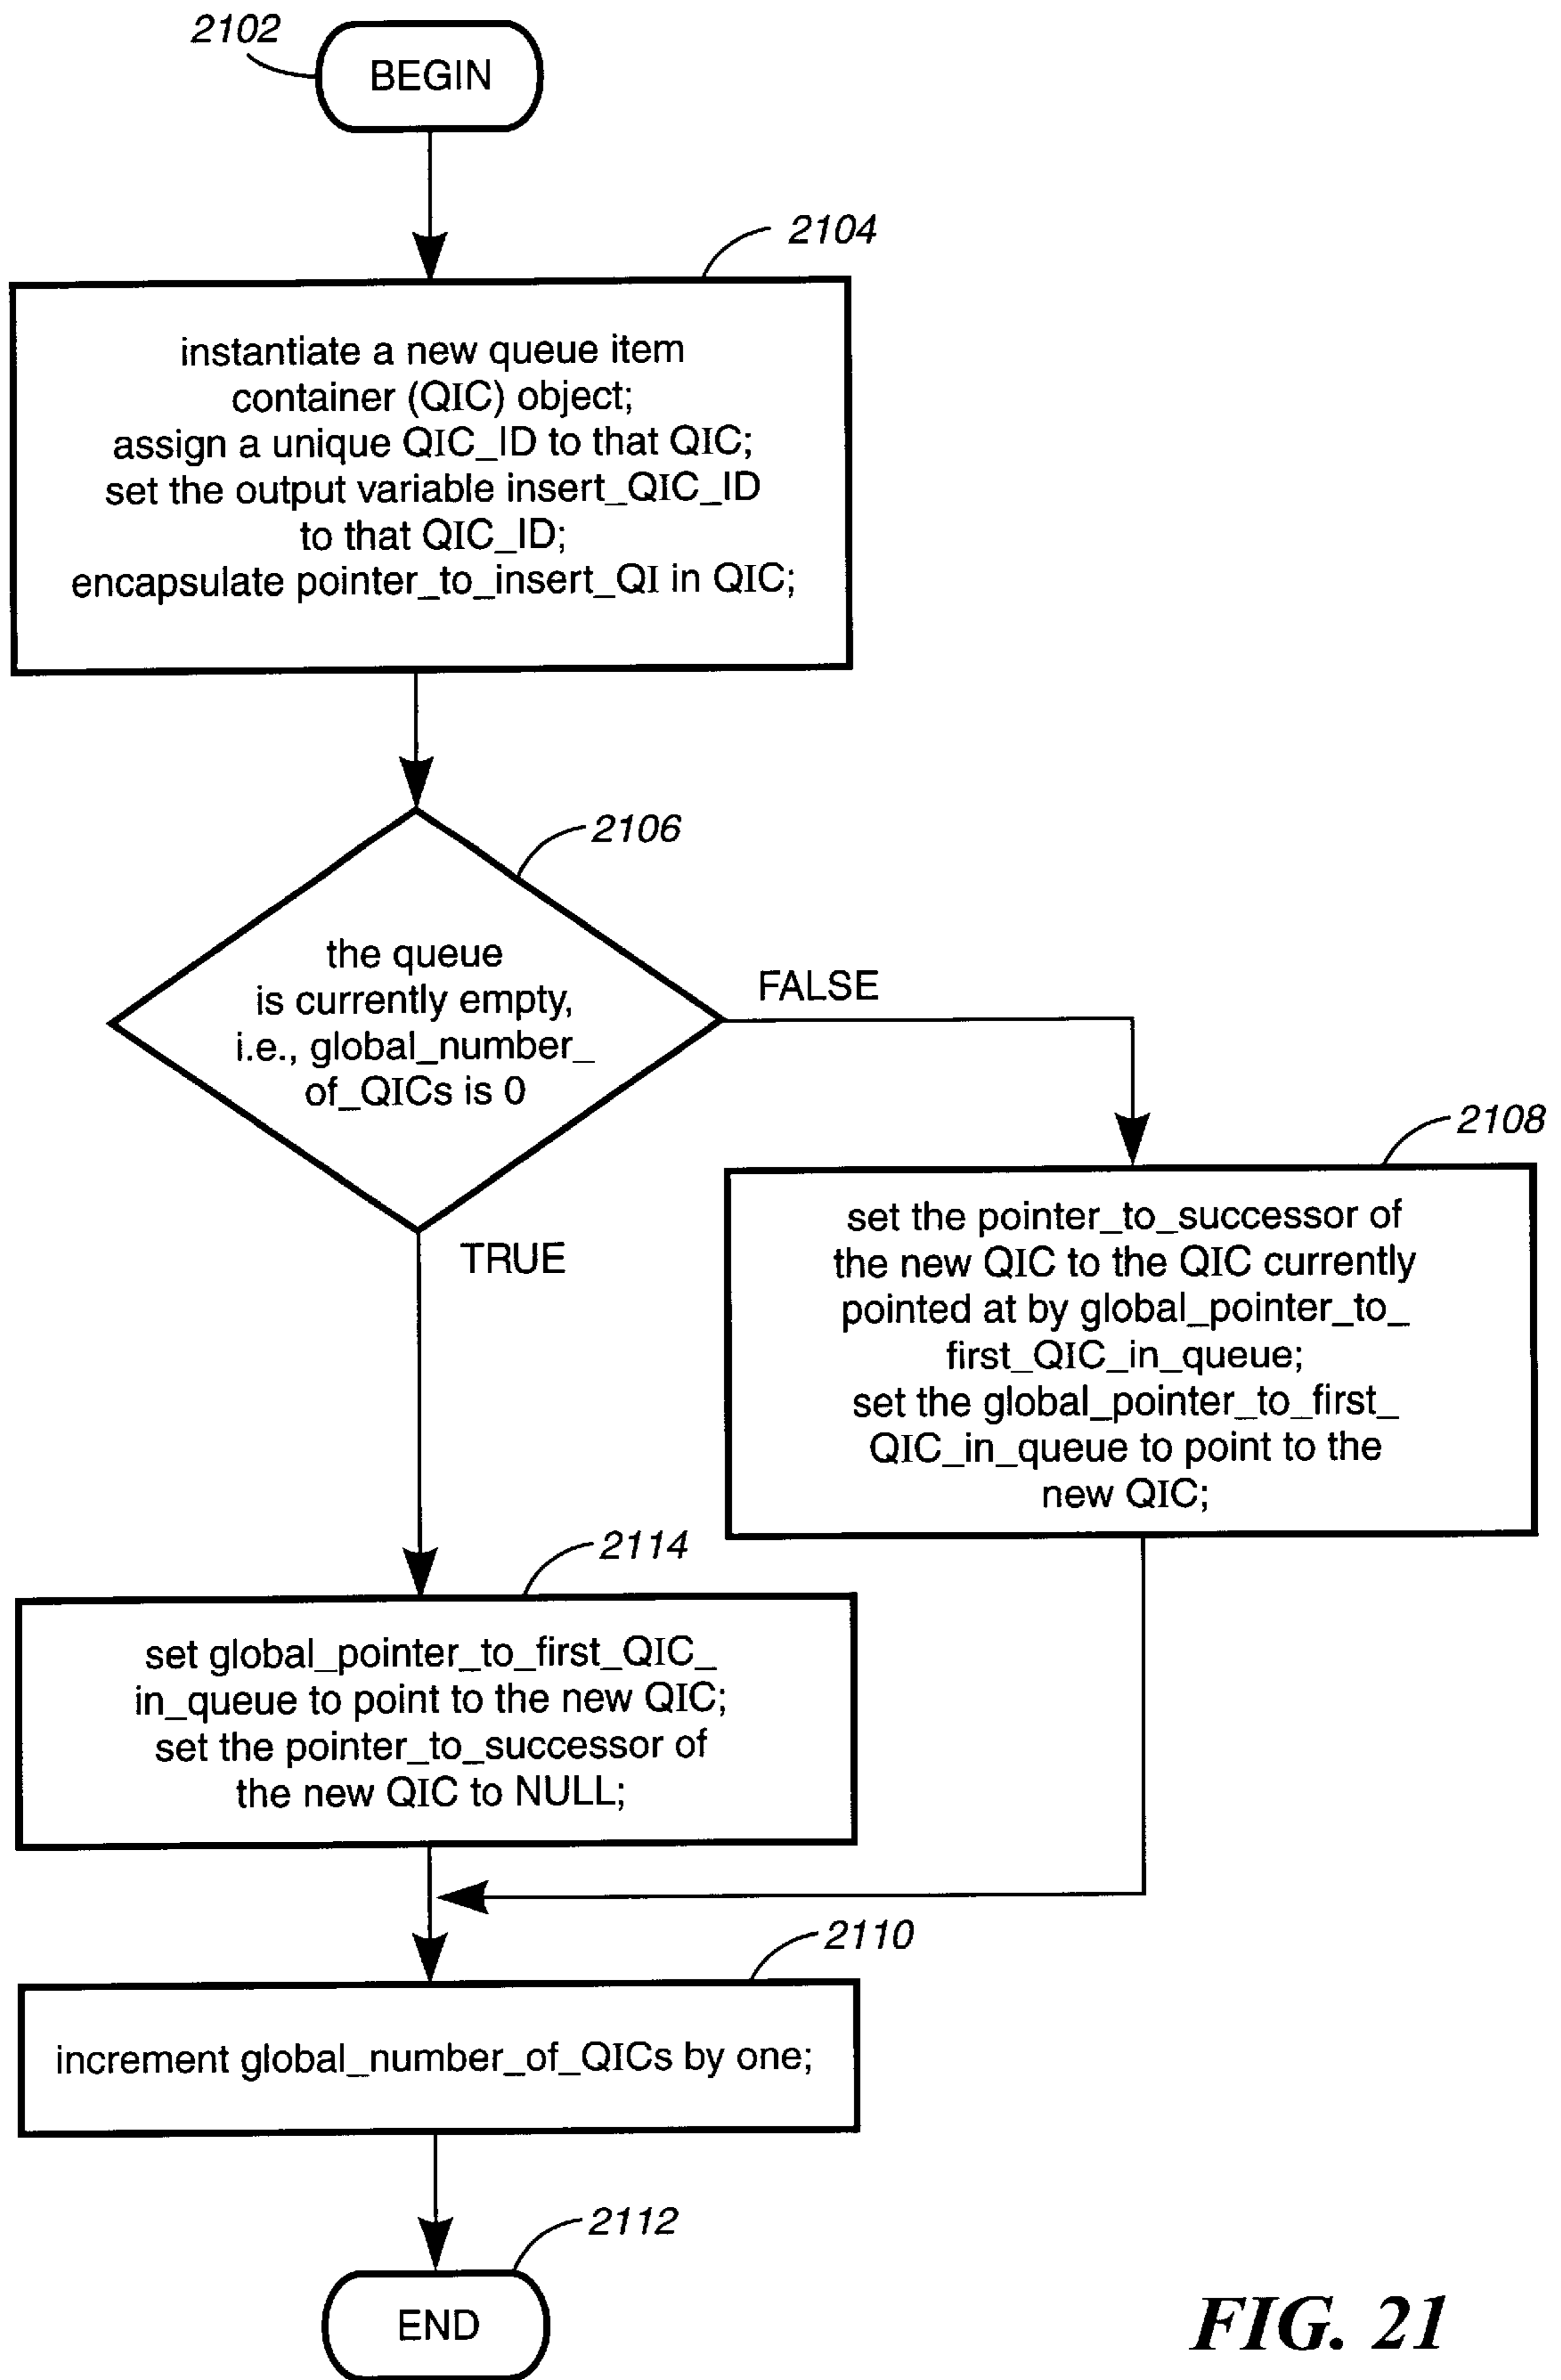 2102
BEGIN
2104
instantiate a new queue item
container (QIC) object;
assign a unique QIC_ID to that QIC;
set the output variable insert_QIC_ID
to that QIC_ID;
encapsulate pointer_to_insert_QI in QIC;
2106
the queue
is currently empty,
i.e., global_number_
of_QICs is 0
FALSE
TRUE
2108
set the pointer_to_successor of
the new QIC to the QIC currently
pointed at by global_pointer_to_
first_QIC_in_queue;
set the global_pointer_to_first_
QIC_in_queue to point to the
new QIC;
2114
set global_pointer_to_first_QIC_
in_queue to point to the new QIC;
set the pointer_to_successor of
the new QIC to NULL;
2110
increment global_number_of_QICs by one;
2112
END
FIG. 21